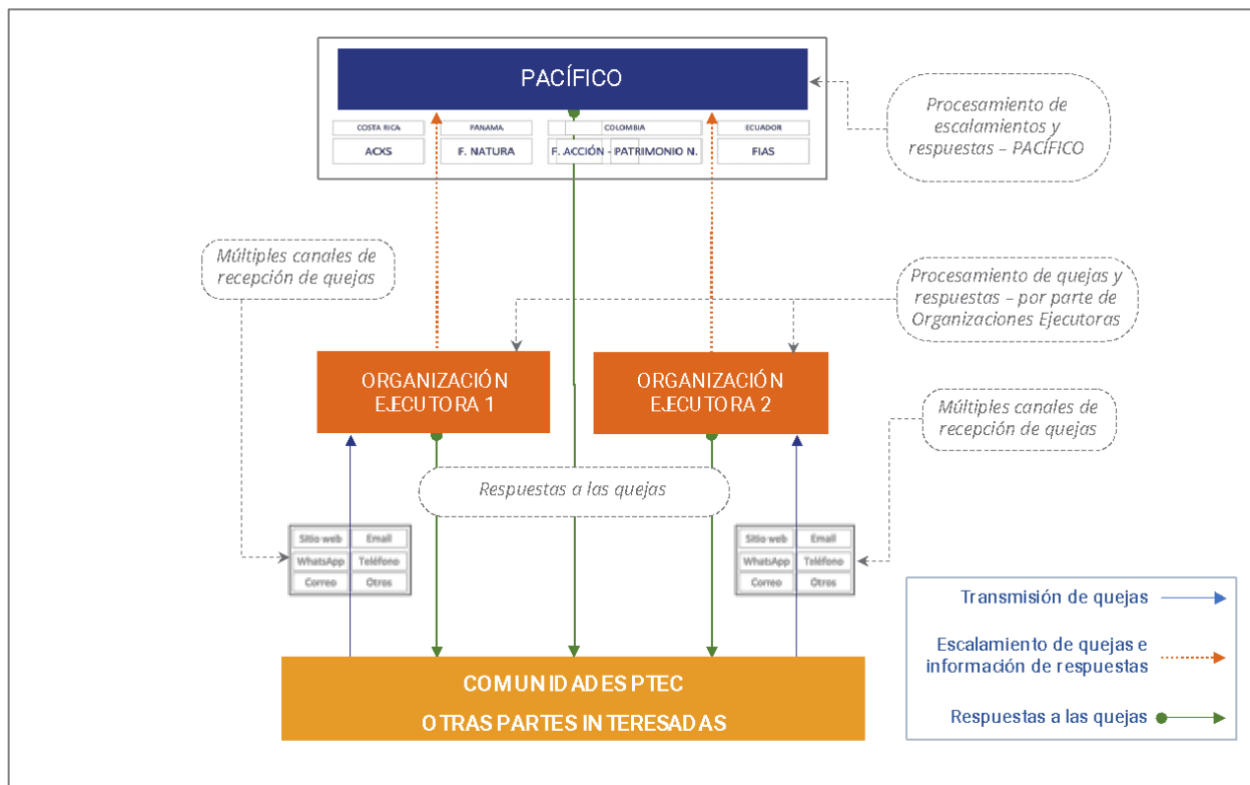 PACÍFICO
COSTA RICA
PANAMA
COLOMBIA
ECUADOR
ACXS
F. NATURA
F. ACCIÓN - PATRIMONIO N.
FIAS
Procesamiento de
escalamientos y
respuestas – PACÍFICO
Múltiples canales de
recepción de quejas
Procesamiento de quejas y
respuestas – por parte de
Organizaciones Ejecutoras
ORGANIZACIÓN
EJECUTORA 1
ORGANIZACIÓN
EJECUTORA 2
Múltiples canales de
recepción de quejas
Respuestas a las quejas
Sitio web
Email
WhatsApp
Teléfono
Correo
Otros
Sitio web
Email
WhatsApp
Teléfono
Correo
Otros
Transmisión de quejas
Escalamiento de quejas e
información de respuestas
Respuestas a las quejas
COMUNIDADES PTEC
OTRAS PARTES INTERESADAS